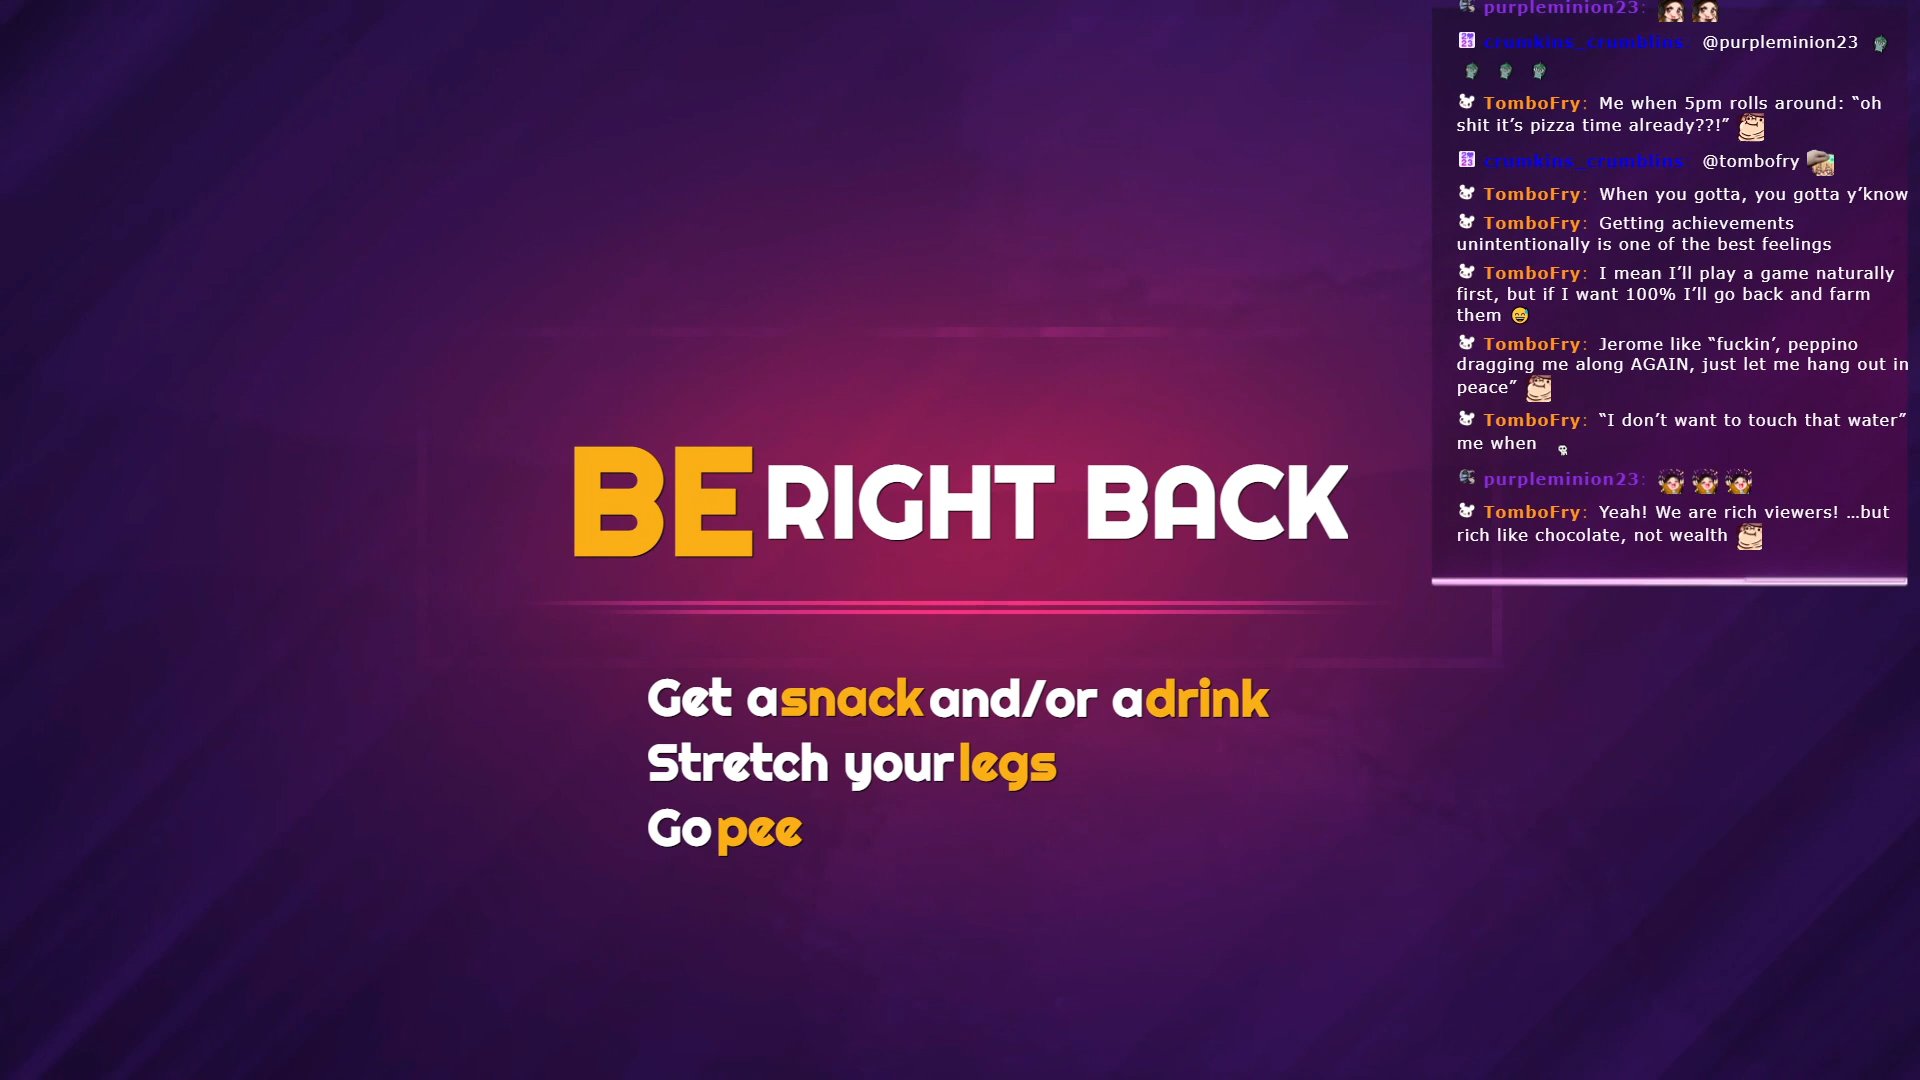 BE RIGHT BACK
Get a snack and/or a drink
Stretch your legs
Go pee
purpleminion23:
crumkins_crumblins: @purpleminion23
TomboFry: Me when 5pm rolls around: “oh
shit it’s pizza time already??!”
crumkins_crumblins: @tombofry
TomboFry: When you gotta, you gotta y’know
TomboFry: Getting achievements
unintentionally is one of the best feelings
TomboFry: I mean I’ll play a game naturally
first, but if I want 100% I’ll go back and farm
them 😅
TomboFry: Jerome like “fuckin’, peppino
dragging me along AGAIN, just let me hang out in
peace”
TomboFry: “I don’t want to touch that water”
me when
purpleminion23:
TomboFry: Yeah! We are rich viewers! …but
rich like chocolate, not wealth